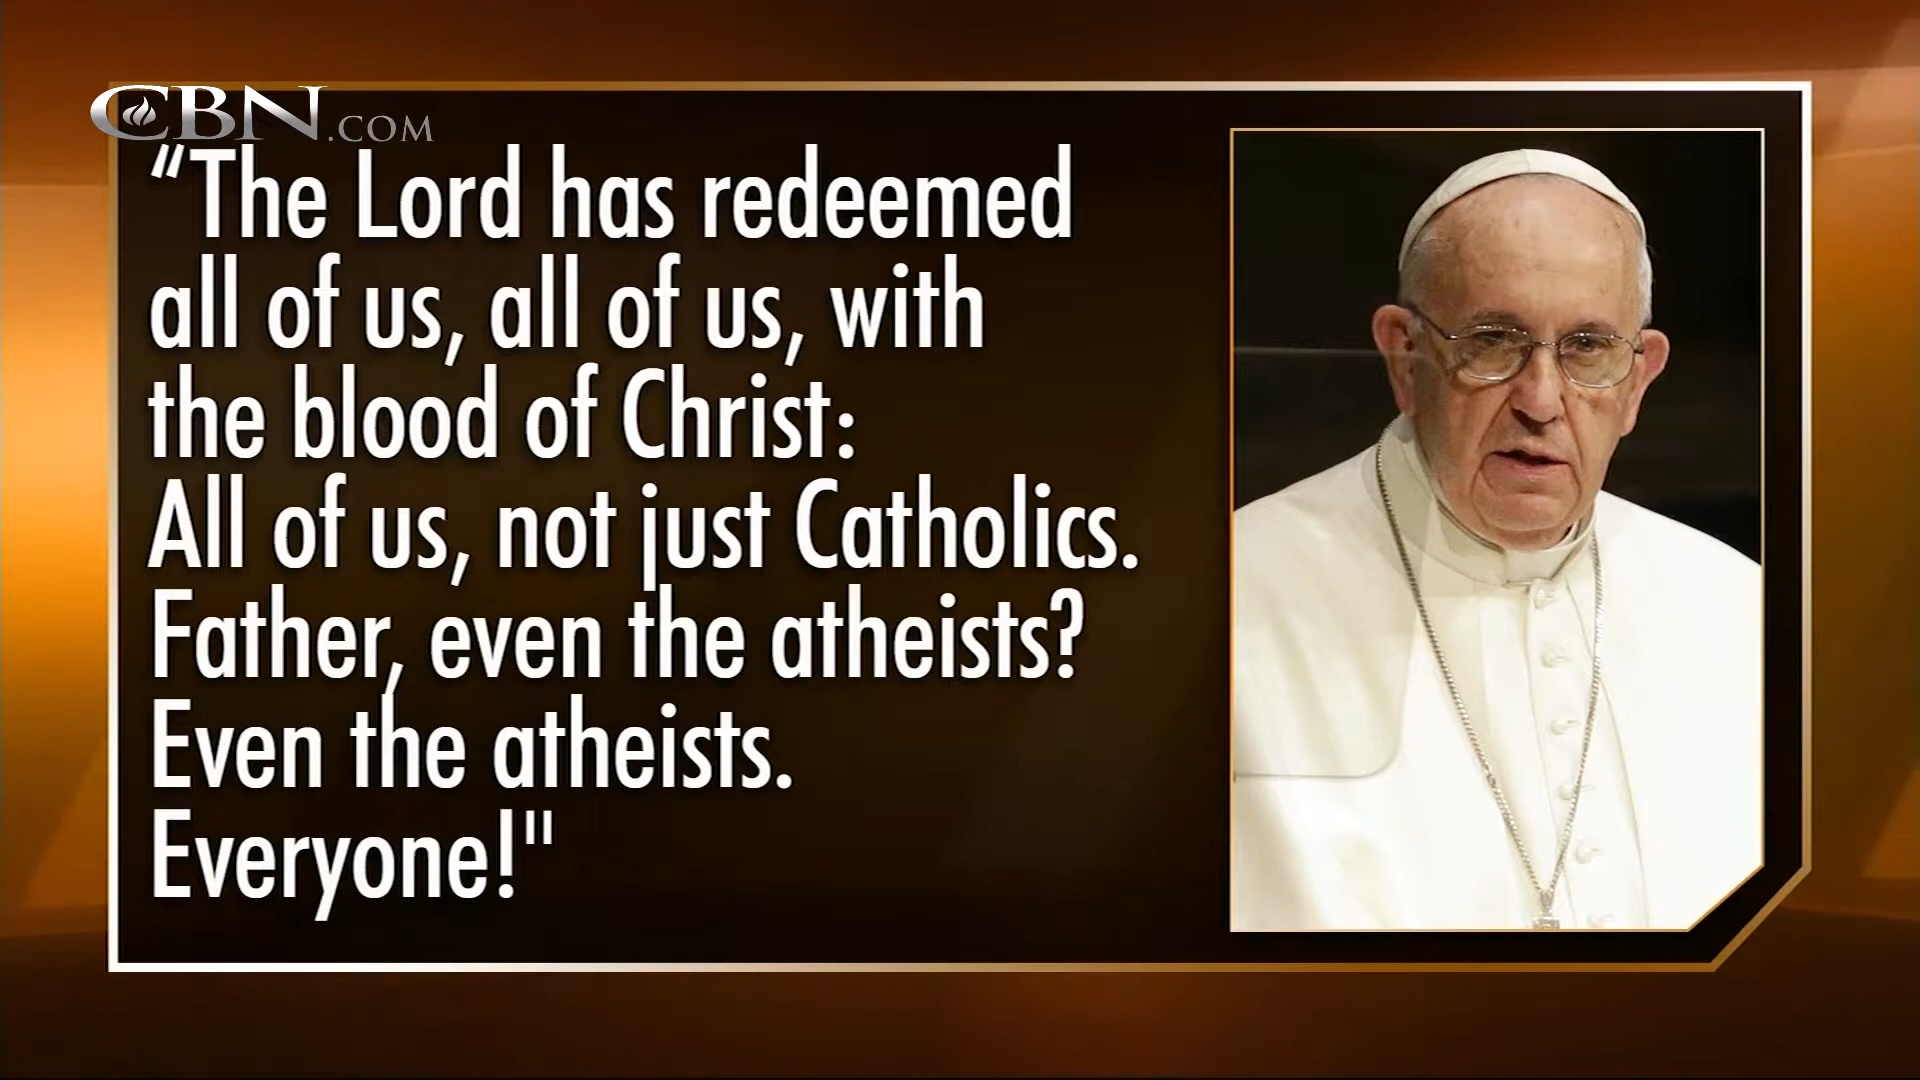 CBN.COM
“The Lord has redeemed
all of us, all of us, with
the blood of Christ:
All of us, not just Catholics.
Father, even the atheists?
Even the atheists.
Everyone!"